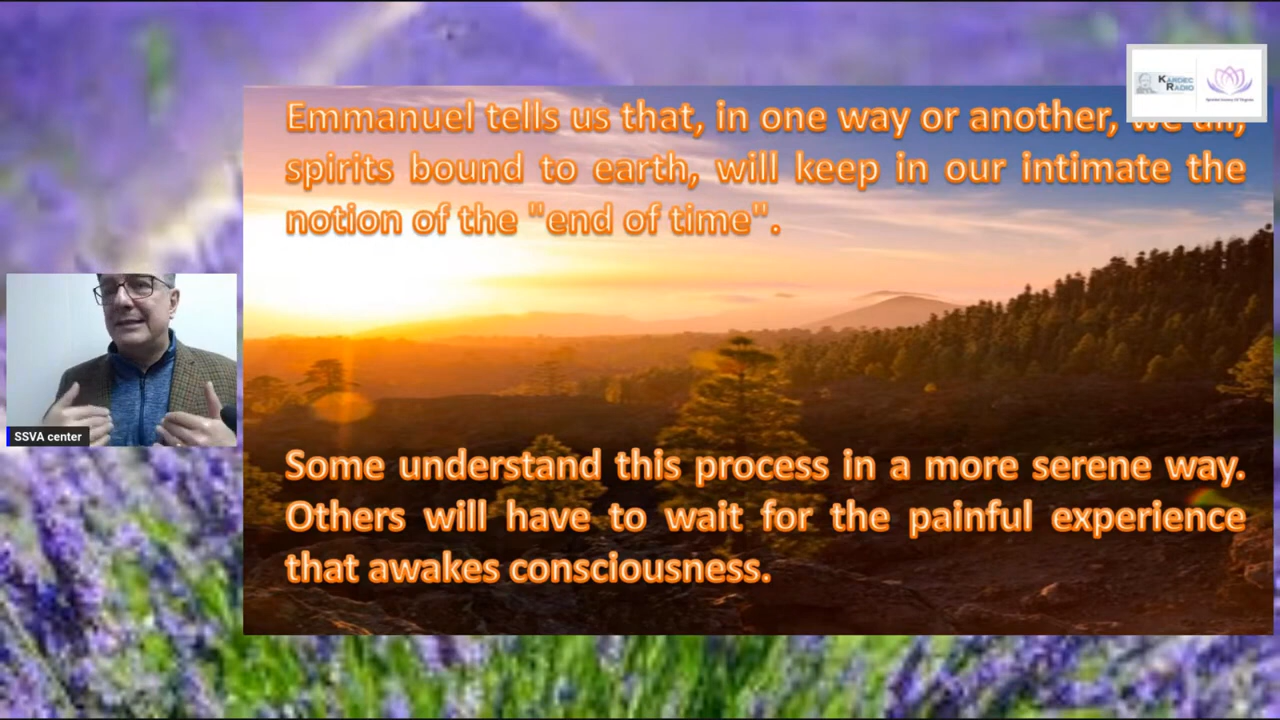 KARDEC
RADIO
Emmanuel tells us that, in one way or another, we all,
spirits bound to earth, will keep in our intimate the
notion of the "end of time".
SSVA center
Some understand this process in a more serene way.
Others will have to wait for the painful experience
that awakes consciousness.